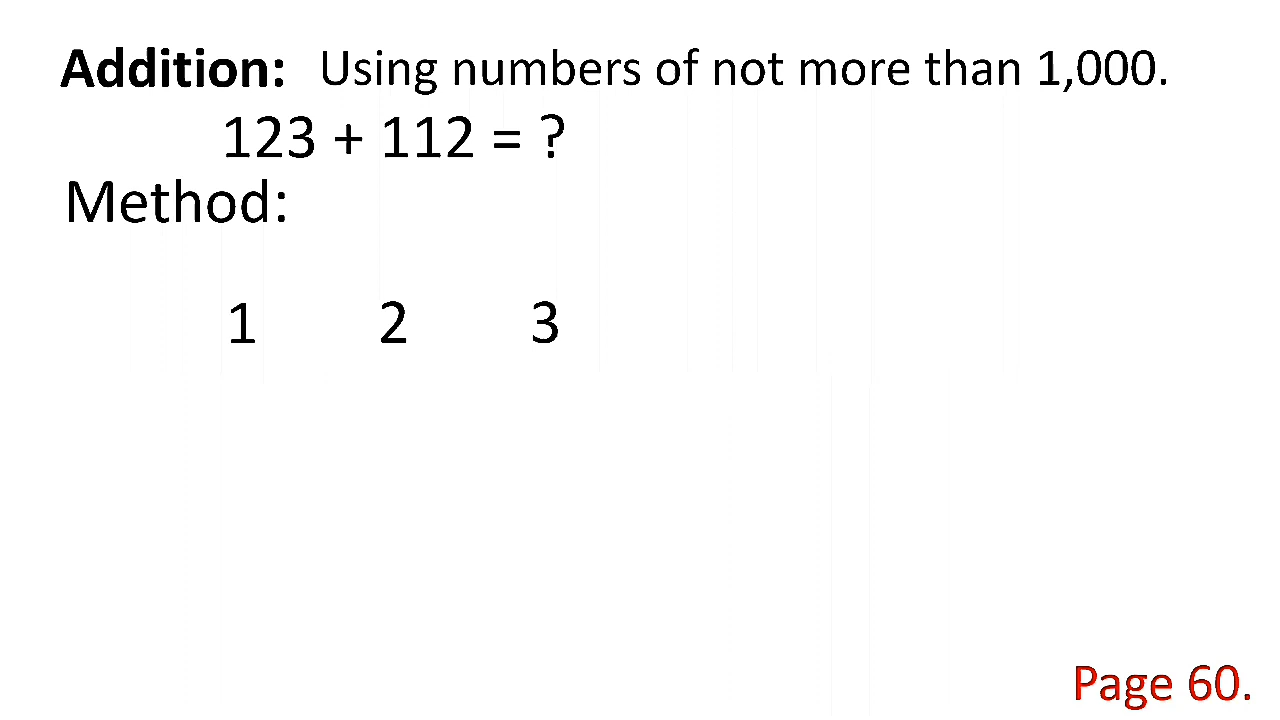 Addition: Using numbers of not more than 1,000.
123 + 112 = ?
Method:
1 2 3
Page 60.